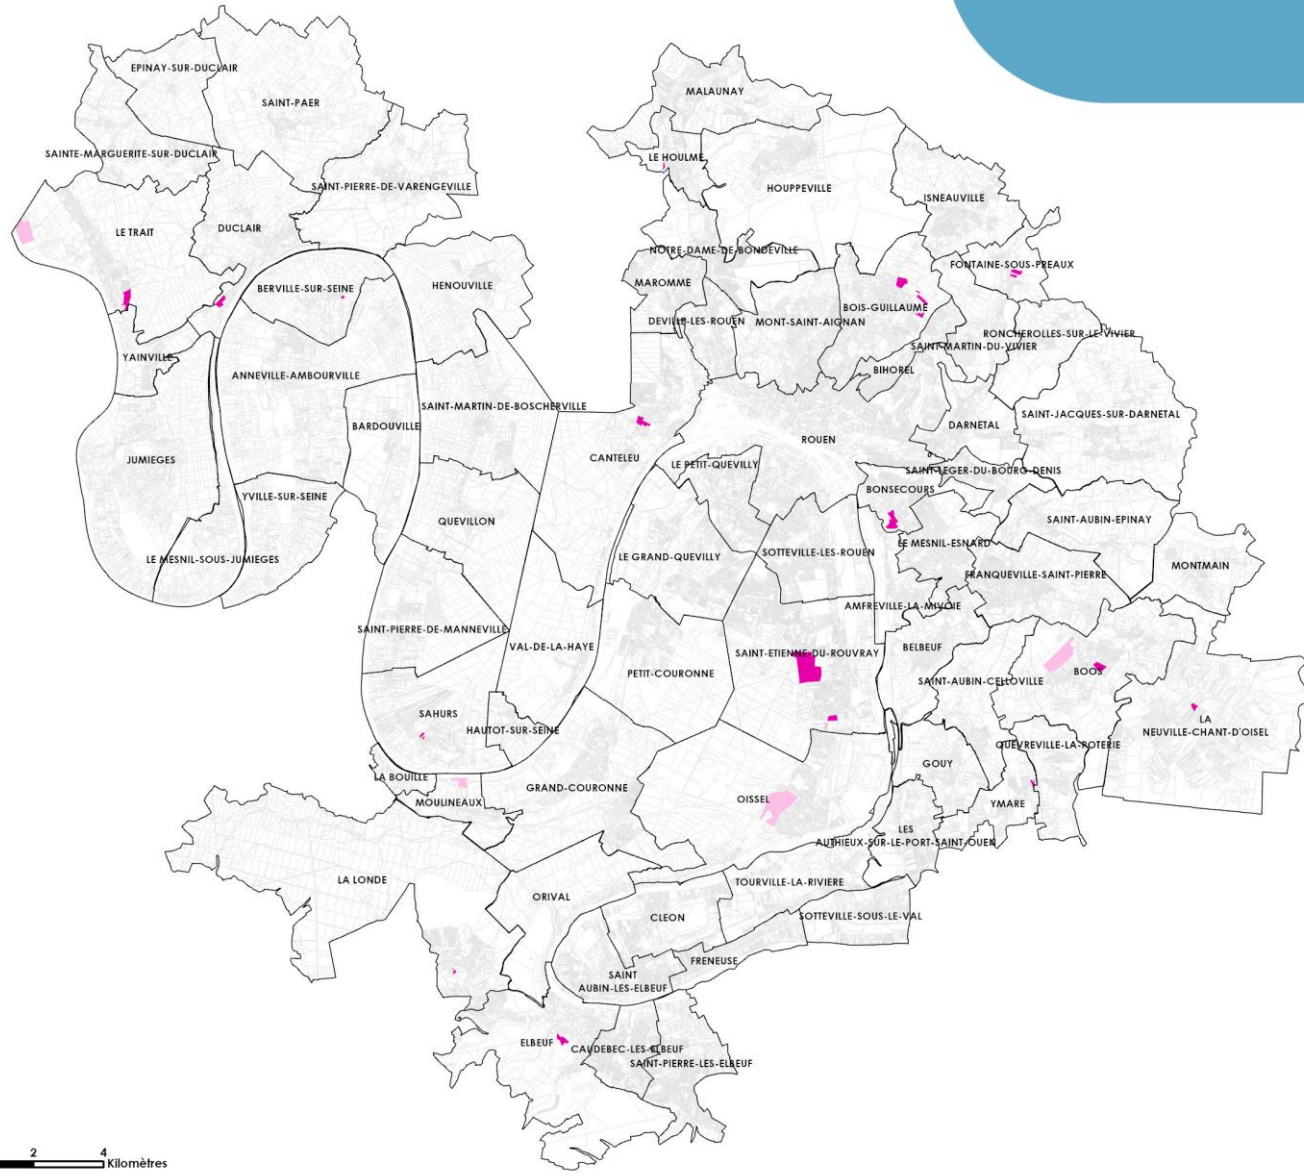 EPINAY-SUR-DUCLAIR
MALAUNAY
SAINT-PAER
SAINTE-MARGUERITE-SUR-DUCLAIR
LE HOULME
SAINT-PIERRE-DE-VARENGEVILLE
HOUPPEVILLE
ISNEAUVILLE
LE TRAIT
DUCLAIR
NOTRE-DAME-DE-BONDEVILLE
FONTAINE-SOUS-PREAUX
BERVILLE-SUR-SEINE
HENOUVILLE
MAROMME
BOIS-GUILLAUME
DEVILLE-LES-ROUEN
MONT-SAINT-AIGNAN
RONCHEROLLES-SUR-LE-VIVIER
SAINT-MARTIN-DU-VIVIER
YAINVILLE
ANNEVILLE-AMBOURVILLE
BIHOREL
SAINT-MARTIN-DE-BOSCHERVILLE
SAINT-JACQUES-SUR-DARNETAL
BARDOUVILLE
DARNETAL
ROUEN
JUMIEGES
CANTELEU
LE PETIT-QUEVILLY
SAINT-LEGER-DU-BOURG-DENIS
BONSECOURS
YVILLE-SUR-SEINE
QUEVILLON
SAINT-AUBIN-EPINAY
LE MESNIL-ESNARD
LE MESNIL-SOUS-JUMIEGES
LE GRAND-QUEVILLY
SOTTEVILLE-LES-ROUEN
MONTMAIN
FRANQUEVILLE-SAINT-PIERRE
AMFREVILLE-LA-MIVOIE
SAINT-PIERRE-DE-MANNEVILLE
VAL-DE-LA-HAYE
BELBEUF
SAINT-ETIENNE-DU-ROUVRAY
PETIT-COURONNE
BOOS
SAINT-AUBIN-CELLOVILLE
SAHURS
HAUTOT-SUR-SEINE
LA
NEUVILLE-CHANT-D'OISEL
QUEVREVILLE-LA-POTERIE
GOUY
LA BOUILLE
GRAND-COURONNE
OISSEL
MOULINEAUX
YMARE
LES
AUTHIEUX-SUR-LE-PORT-SAINT-OUEN
LA LONDE
TOURVILLE-LA-RIVIERE
ORIVAL
CLEON
SOTTEVILLE-SOUS-LE-VAL
FRENEUSE
SAINT
AUBIN-LES-ELBEUF
ELBEUF
CAUDEBEC-LES-ELBEUF
SAINT-PIERRE-LES-ELBEUF
2 4
Kilomètres